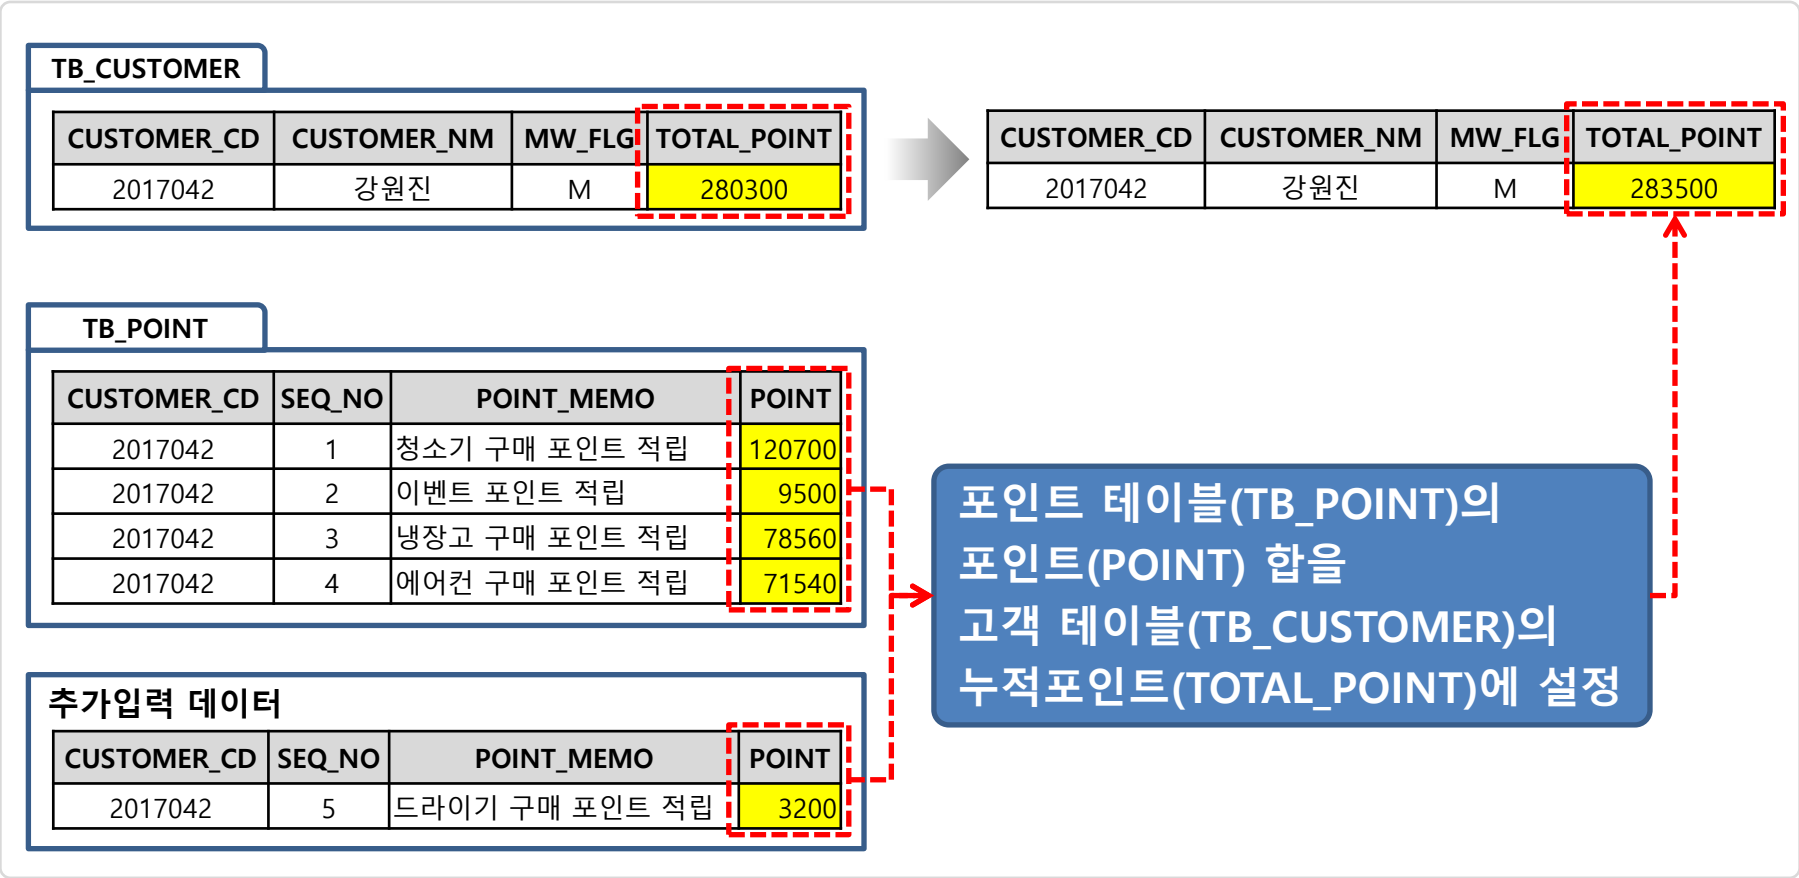 TB_CUSTOMER
CUSTOMER_CD CUSTOMER_NM MW_FLG TOTAL_POINT
2017042 강원진 M 280300
CUSTOMER_CD CUSTOMER_NM MW_FLG TOTAL_POINT
2017042 강원진 M 283500
TB_POINT
CUSTOMER_CD SEQ_NO POINT_MEMO POINT
2017042 1 청소기 구매 포인트 적립 120700
2017042 2 이벤트 포인트 적립 9500
2017042 3 냉장고 구매 포인트 적립 78560
2017042 4 에어컨 구매 포인트 적립 71540
포인트 테이블(TB_POINT)의
포인트(POINT) 합을
고객 테이블(TB_CUSTOMER)의
누적포인트(TOTAL_POINT)에 설정
추가입력 데이터
CUSTOMER_CD SEQ_NO POINT_MEMO POINT
2017042 5 드라이기 구매 포인트 적립 3200